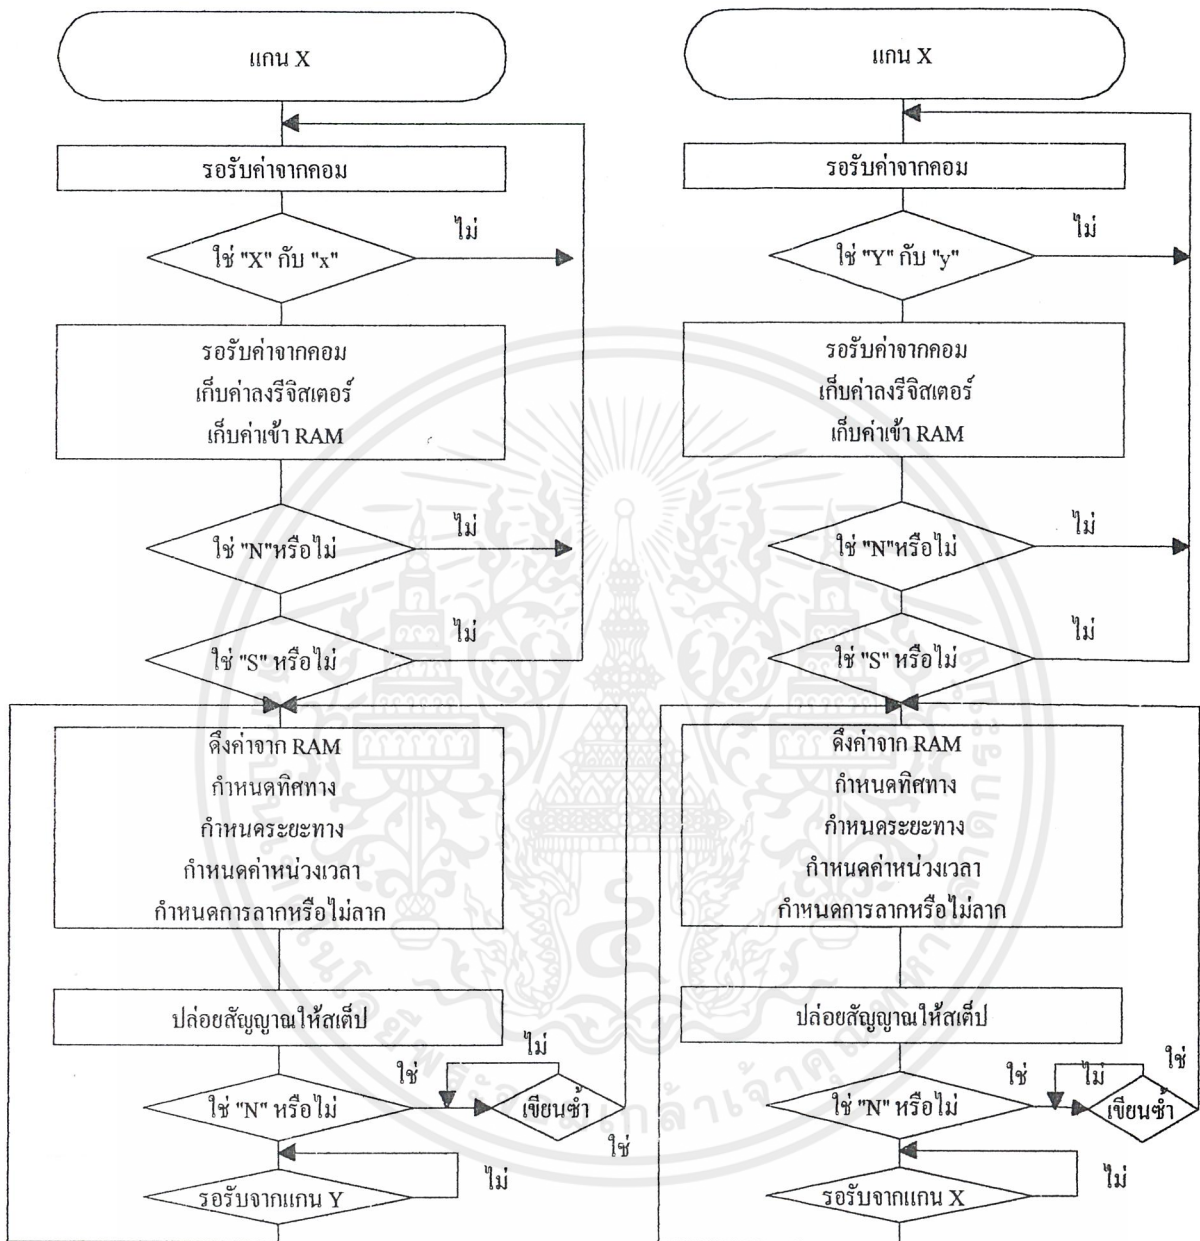 แกน X
รอรับค่าจากคอม
ใช่ "X" กับ "x"
ไม่
รอรับค่าจากคอม
เก็บค่าลงรีจิสเตอร์
เก็บค่าเข้า RAM
ใช่ "N"หรือไม่
ไม่
ใช่ "S" หรือไม่
ไม่
ดึงค่าจาก RAM
กำหนดทิศทาง
กำหนดระยะทาง
กำหนดค่าหน่วงเวลา
กำหนดการลากหรือไม่ลาก
ปล่อยสัญญาณให้สเต็ป
ใช่ "N" หรือไม่
ใช่
ไม่
เขียนซ้ำ
ใช่
รอรับจากแกน Y
ไม่
แกน X
รอรับค่าจากคอม
ใช่ "Y" กับ "y"
ไม่
รอรับค่าจากคอม
เก็บค่าลงรีจิสเตอร์
เก็บค่าเข้า RAM
ใช่ "N"หรือไม่
ไม่
ใช่ "S" หรือไม่
ไม่
ดึงค่าจาก RAM
กำหนดทิศทาง
กำหนดระยะทาง
กำหนดค่าหน่วงเวลา
กำหนดการลากหรือไม่ลาก
ปล่อยสัญญาณให้สเต็ป
ใช่ "N" หรือไม่
ใช่
ไม่
เขียนซ้ำ
ใช่
รอรับจากแกน X
ไม่